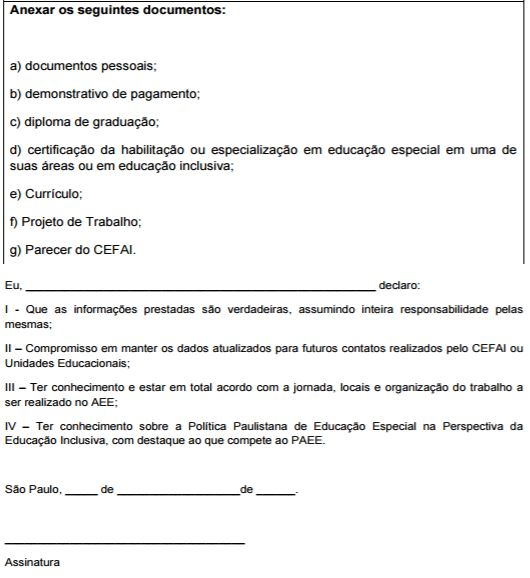 Anexar os seguintes documentos:
a) documentos pessoais;
b) demonstrativo de pagamento;
c) diploma de graduação;
d) certificação da habilitação ou especialização em educação especial em uma de
suas áreas ou em educação inclusiva;
e) Currículo;
f) Projeto de Trabalho;
g) Parecer do CEFAI.
Eu, ______________________________________________________ declaro:
I - Que as informações prestadas são verdadeiras, assumindo inteira responsabilidade pelas
mesmas;
II – Compromisso em manter os dados atualizados para futuros contatos realizados pelo CEFAI ou
Unidades Educacionais;
III – Ter conhecimento e estar em total acordo com a jornada, locais e organização do trabalho a
ser realizado no AEE;
IV – Ter conhecimento sobre a Política Paulistana de Educação Especial na Perspectiva da
Educação Inclusiva, com destaque ao que compete ao PAEE.
São Paulo, _____ de ___________________de ______.
_____________________________________
Assinatura